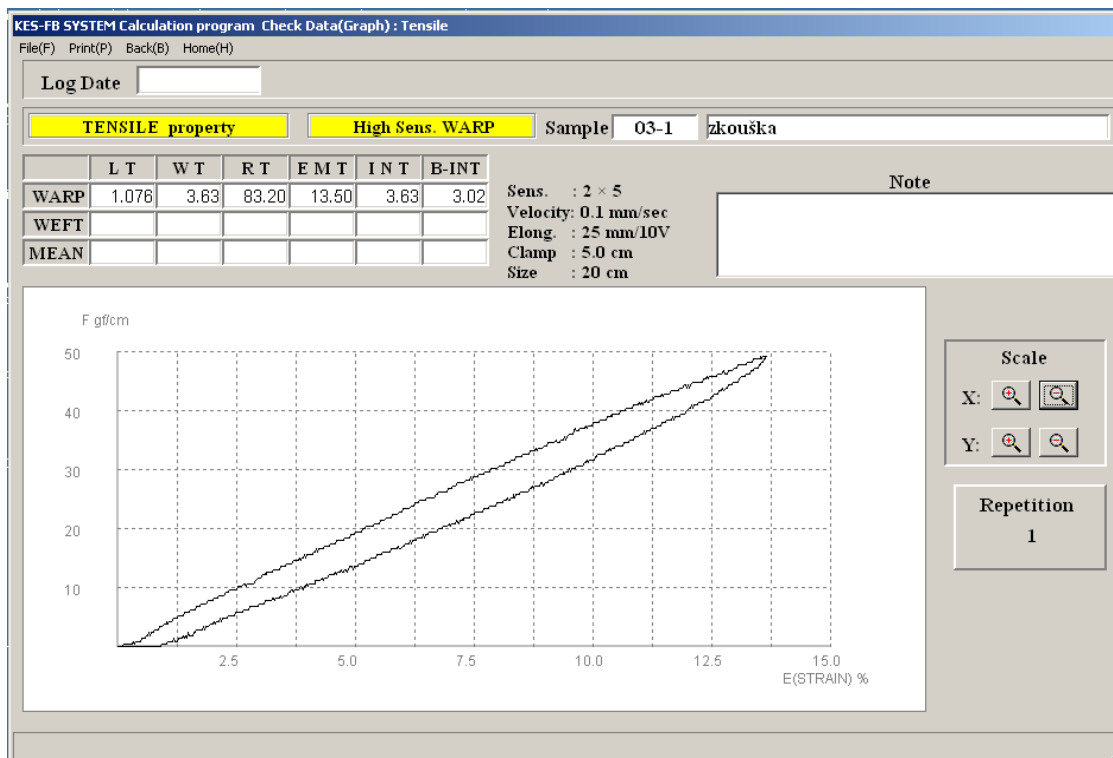 KES-FB SYSTEM Calculation program Check Data(Graph) : Tensile
File(F) Print(P) Back(B) Home(H)
Log Date
TENSILE property High Sens. WARP Sample 03-1 zkouška
L T W T R T E M T I N T B-INT
WARP 1.076 3.63 83.20 13.50 3.63 3.02
WEFT
MEAN
Sens. : 2 × 5
Velocity: 0.1 mm/sec
Elong. : 25 mm/10V
Clamp : 5.0 cm
Size : 20 cm
Note
F gf/cm
50
40
30
20
10
2.5 5.0 7.5 10.0 12.5 15.0
E(STRAIN) %
Scale
X:
Y:
Repetition
1